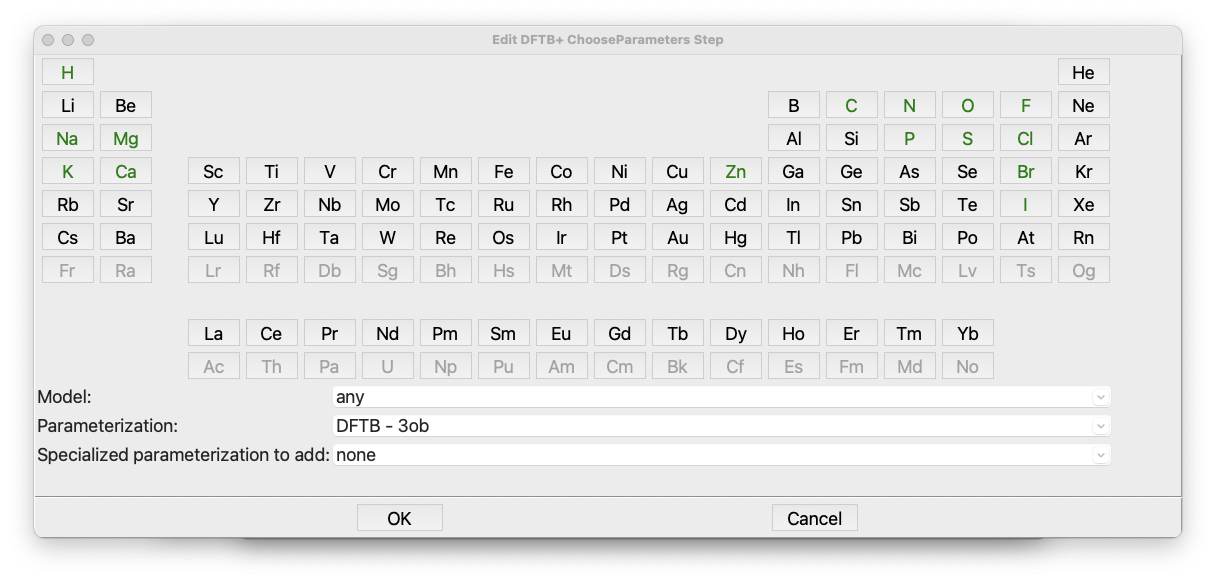 Edit DFTB+ ChooseParameters Step
H He
Li Be B C N O F Ne
Na Mg Al Si P S Cl Ar
K Ca Sc Ti V Cr Mn Fe Co Ni Cu Zn Ga Ge As Se Br Kr
Rb Sr Y Zr Nb Mo Tc Ru Rh Pd Ag Cd In Sn Sb Te I Xe
Cs Ba Lu Hf Ta W Re Os Ir Pt Au Hg Tl Pb Bi Po At Rn
Fr Ra Lr Rf Db Sg Bh Hs Mt Ds Rg Cn Nh Fl Mc Lv Ts Og
La Ce Pr Nd Pm Sm Eu Gd Tb Dy Ho Er Tm Yb
Ac Th Pa U Np Pu Am Cm Bk Cf Es Fm Md No
Model: any
Parameterization: DFTB - 3ob
Specialized parameterization to add: none
OK Cancel